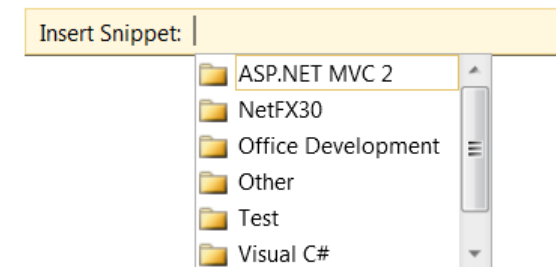 Insert Snippet:
ASP.NET MVC 2
NetFX30
Office Development
Other
Test
Visual C#